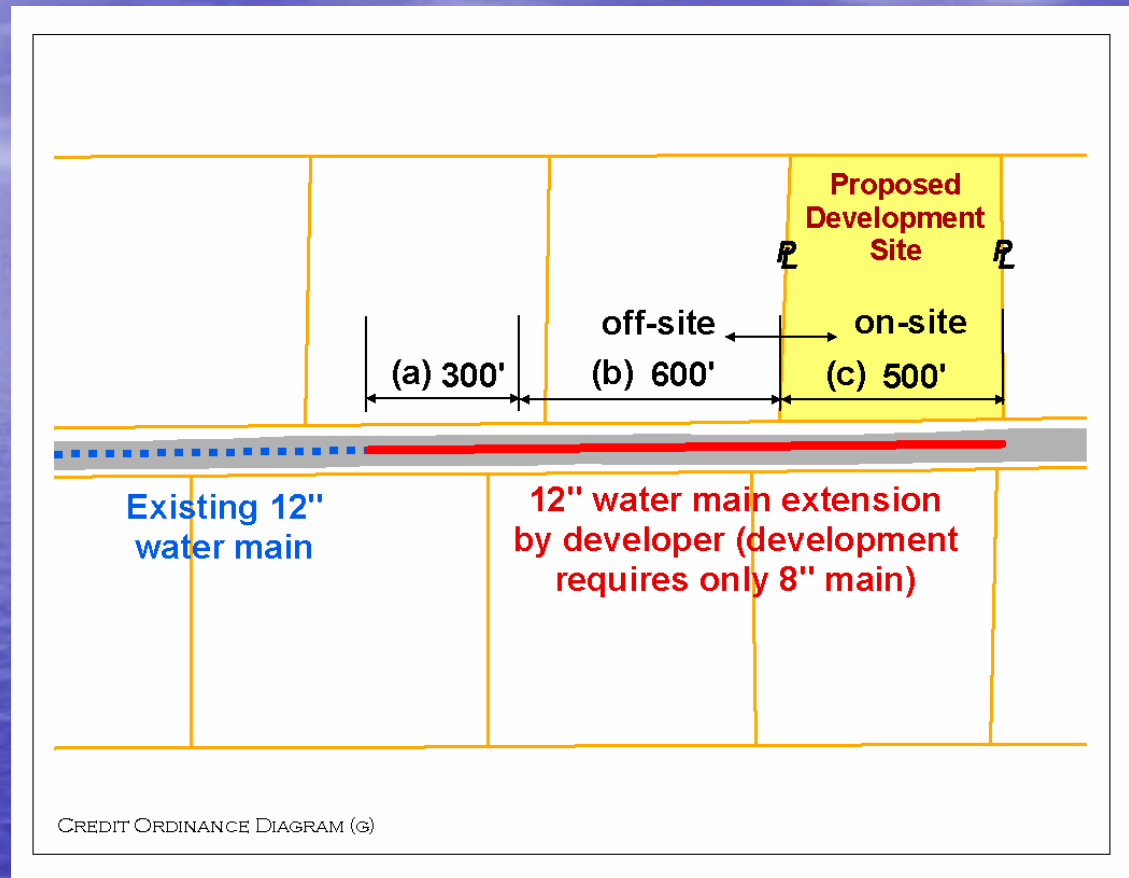 Proposed
Development
Site
PL
PL
off-site
on-site
(a) 300'
(b) 600'
(c) 500'
Existing 12"
water main
12" water main extension
by developer (development
requires only 8" main)
CREDIT ORDINANCE DIAGRAM (G)